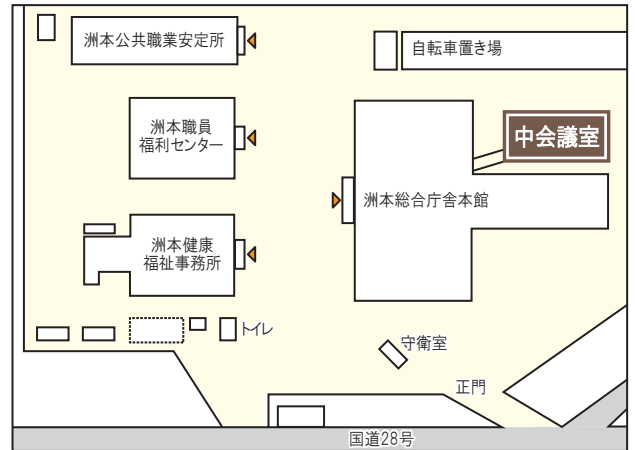 洲本公共職業安定所
自転車置き場
洲本職員
福利センター
中会議室
洲本総合庁舎本館
洲本健康
福祉事務所
トイレ
守衛室
正門
国道28号